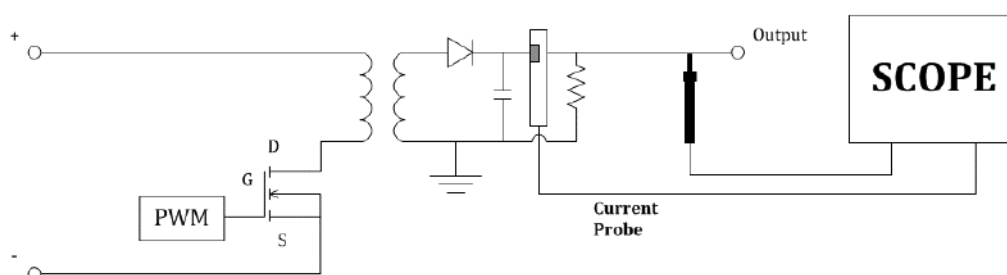 +
Output
SCOPE
D
G
PWM
S
Current
Probe
-